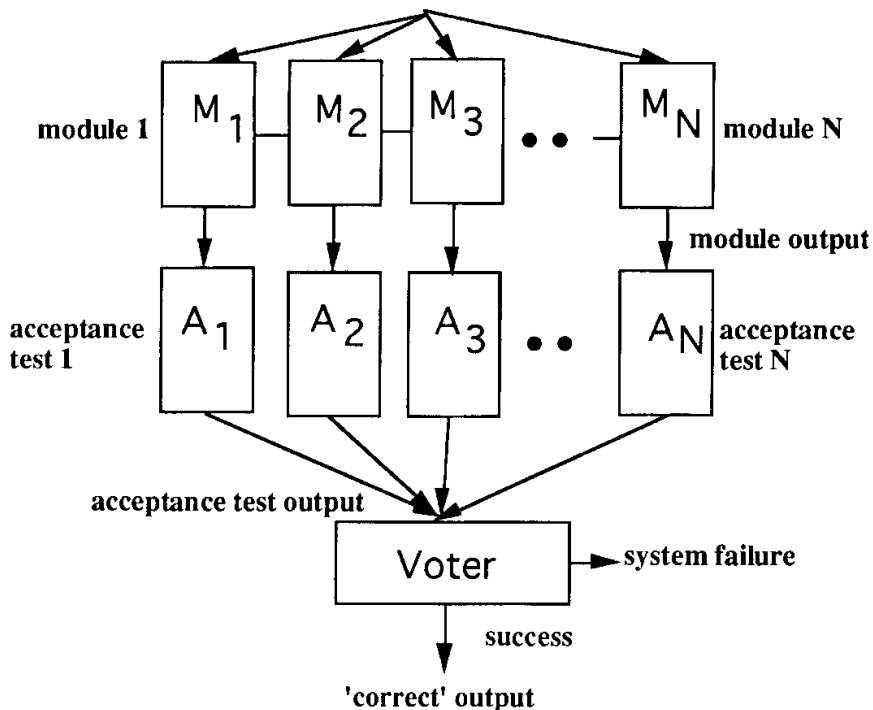 module 1
M1
M2
M3
MN
module N
module output
acceptance
test 1
A1
A2
A3
AN
acceptance
test N
acceptance test output
Voter
system failure
success
'correct' output